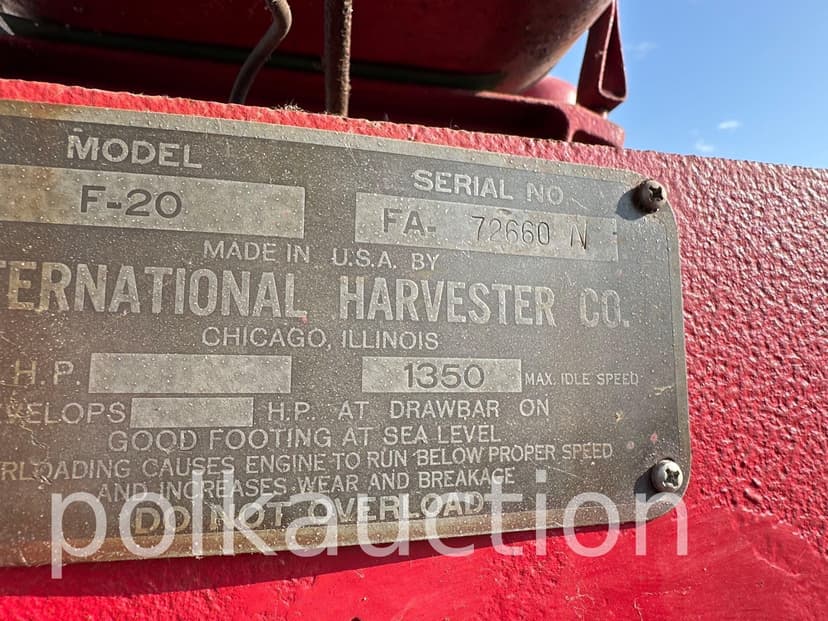 MODEL
SERIAL NO.
F-20
FA- 72660 N
MADE IN U.S.A. BY
TERNATIONAL HARVESTER CO.
CHICAGO, ILLINOIS
H.P.
1350 MAX. IDLE SPEED
VELOPS H.P. AT DRAWBAR ON
GOOD FOOTING AT SEA LEVEL
RLOADING CAUSES ENGINE TO RUN BELOW PROPER SPEED
AND INCREASES WEAR AND BREAKAGE
DO NOT OVERLOAD
polkauction